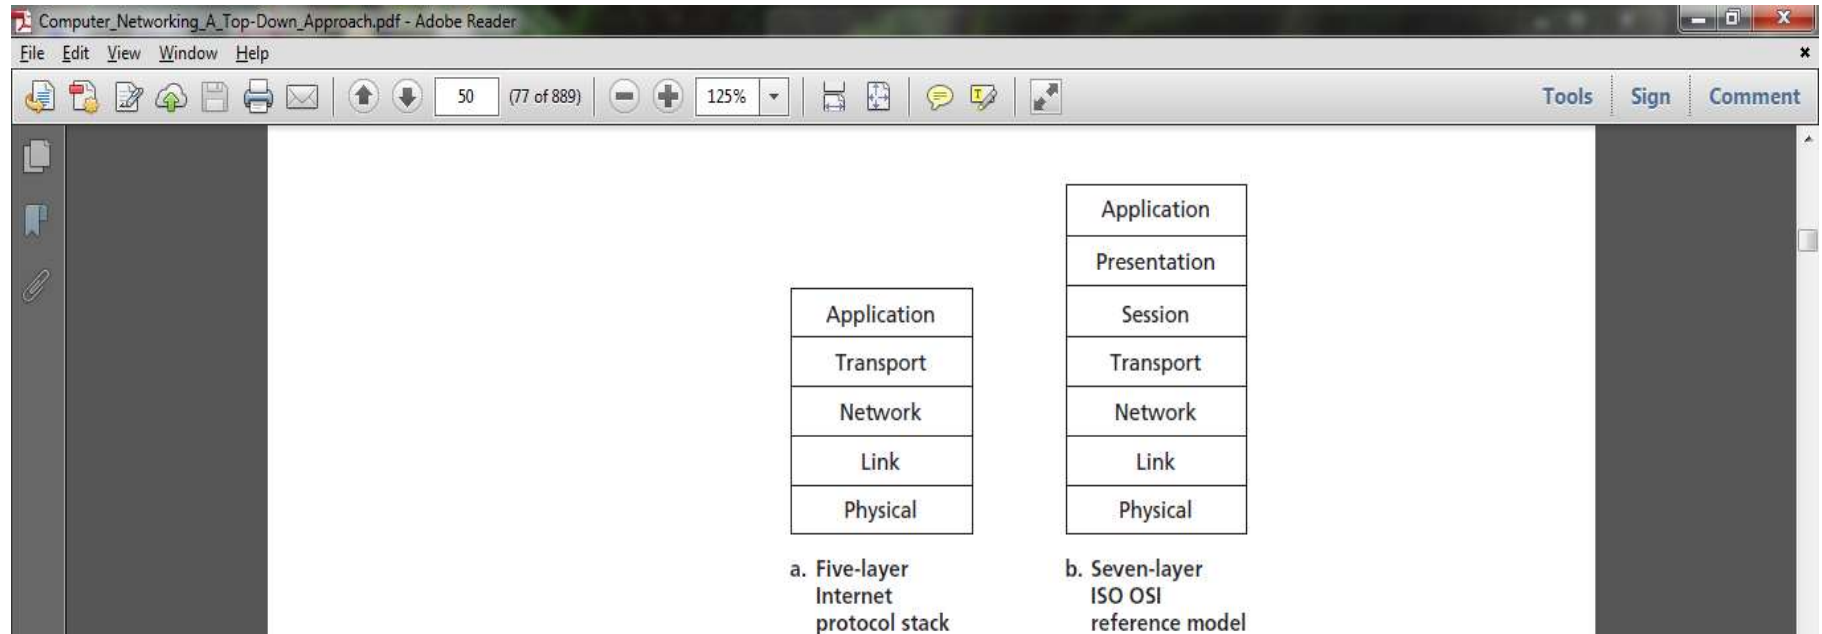 Computer_Networking_A_Top-Down_Approach.pdf - Adobe Reader
File Edit View Window Help
50 (77 of 889) 125% Tools Sign Comment
Application
Presentation
Session
Transport
Network
Link
Physical
Application
Transport
Network
Link
Physical
a. Five-layer
Internet
protocol stack
b. Seven-layer
ISO OSI
reference model